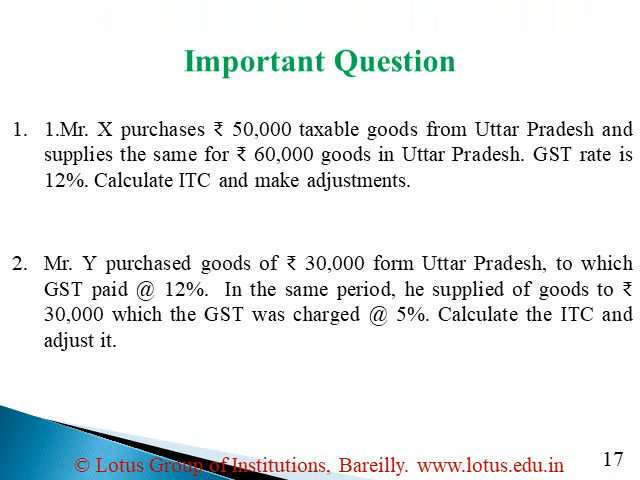 Important Question
1. 1.Mr. X purchases ₹ 50,000 taxable goods from Uttar Pradesh and
supplies the same for ₹ 60,000 goods in Uttar Pradesh. GST rate is
12%. Calculate ITC and make adjustments.
2. Mr. Y purchased goods of ₹ 30,000 form Uttar Pradesh, to which
GST paid @ 12%. In the same period, he supplied of goods to ₹
30,000 which the GST was charged @ 5%. Calculate the ITC and
adjust it.
© Lotus Group of Institutions, Bareilly. www.lotus.edu.in
17